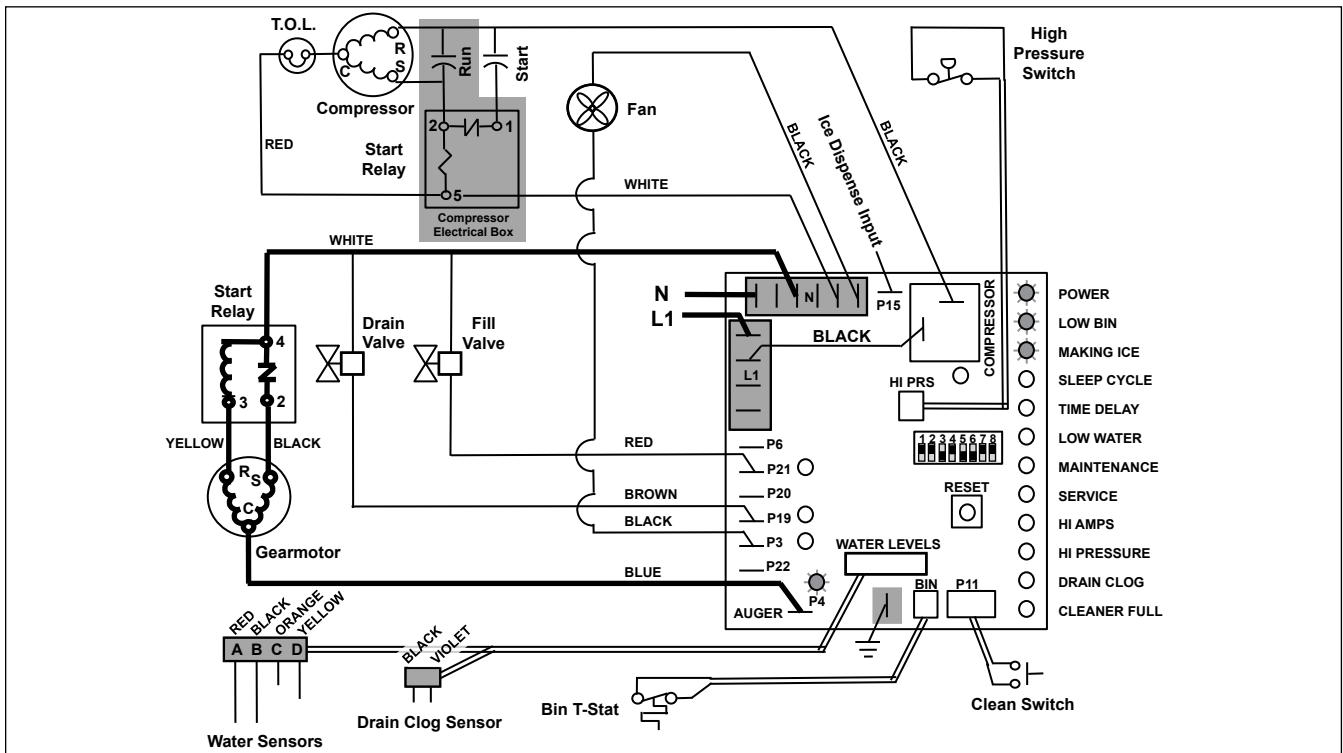 T.O.L.
R
S
C
Compressor
Run
Start
2
1
5
Start
Relay
Compressor
Electrical Box
RED
Fan
BLACK
Ice Dispense Input
BLACK
High
Pressure
Switch
WHITE
WHITE
Start
Relay
4
3
2
YELLOW
BLACK
R
S
C
Gearmotor
Drain
Valve
Fill
Valve
N
L1
N
P15
L1
BLACK
COMPRESSOR
HI PRS
1 2 3 4 5 6 7 8
RESET
RED
BROWN
BLACK
BLUE
P6
P21
P20
P19
P3
P22
P4
AUGER
WATER LEVELS
BIN
P11
POWER
LOW BIN
MAKING ICE
SLEEP CYCLE
TIME DELAY
LOW WATER
MAINTENANCE
SERVICE
HI AMPS
HI PRESSURE
DRAIN CLOG
CLEANER FULL
RED
BLACK
ORANGE
YELLOW
A B C D
Water Sensors
BLACK
VIOLET
Drain Clog Sensor
Bin T-Stat
Clean Switch